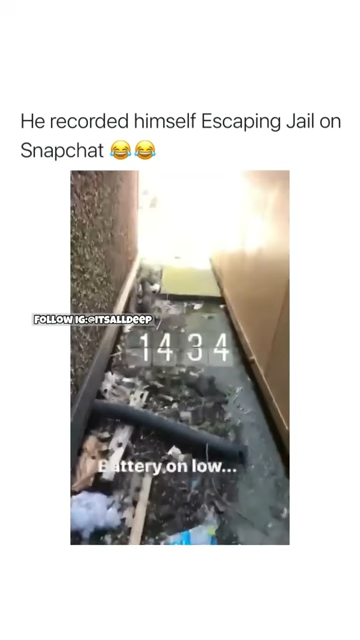 He recorded himself Escaping Jail on
Snapchat 😂😂
FOLLOW IG:@ITSALLDEEP
14 34
Battery on low...